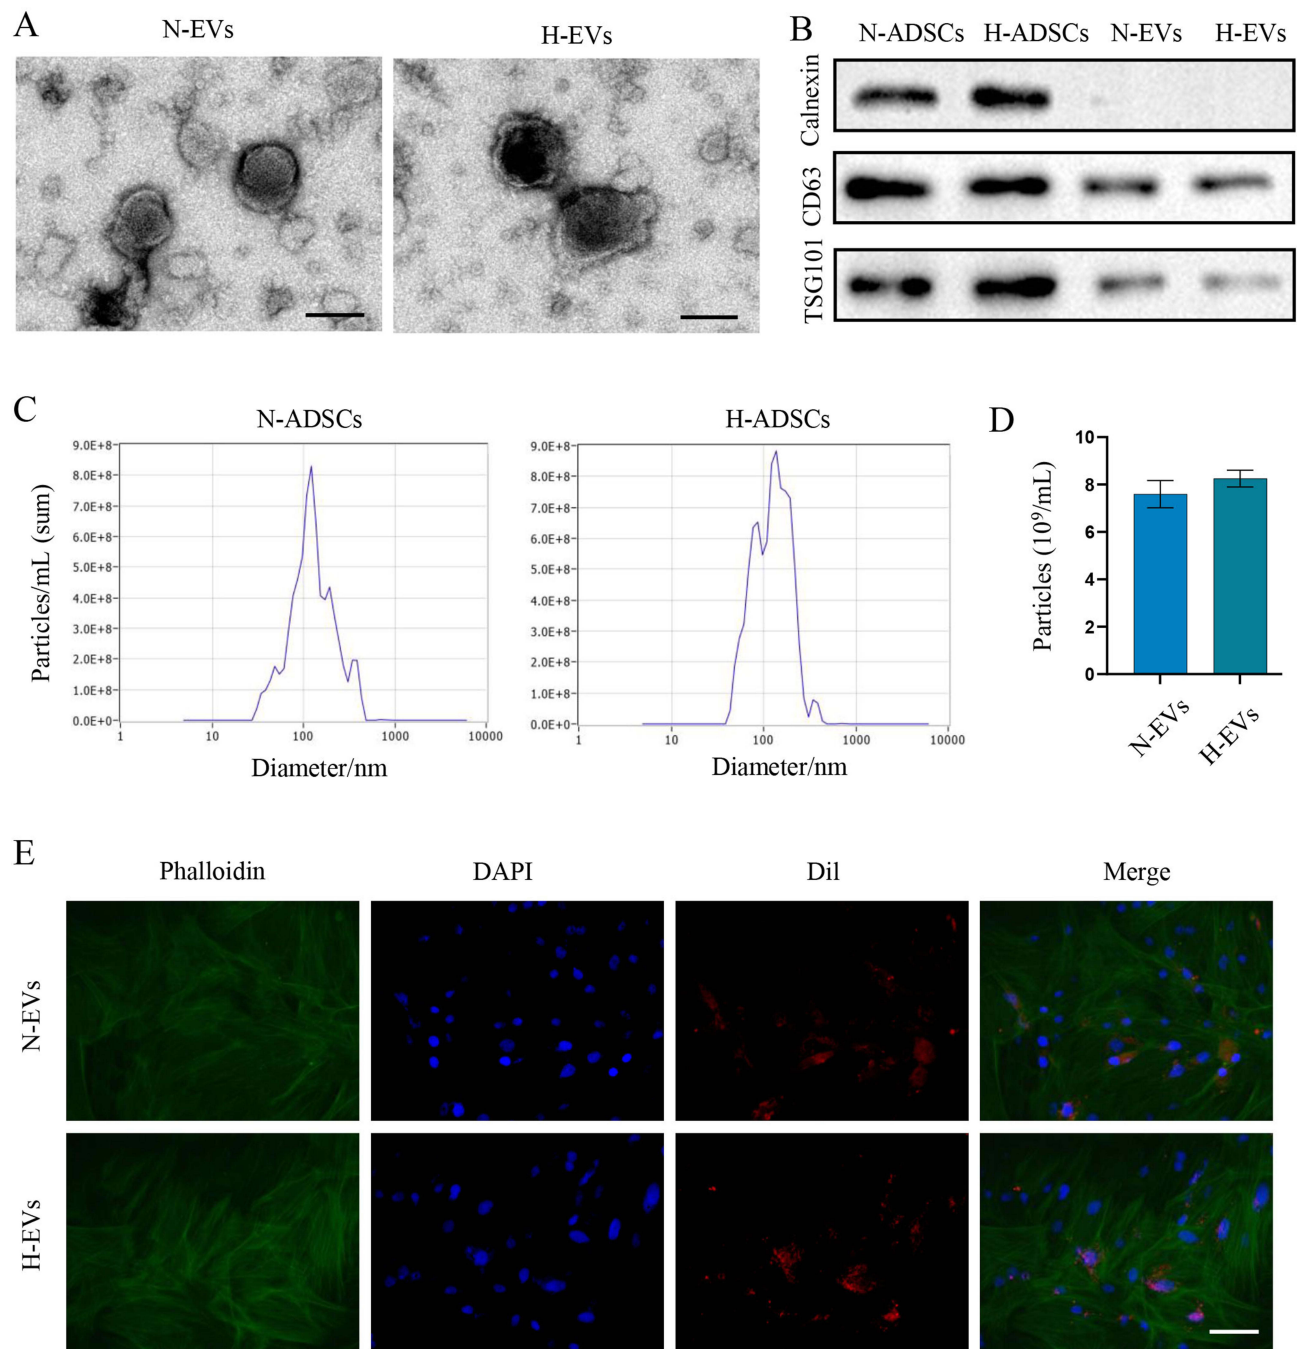 A
N-EVs
H-EVs
B
N-ADSCs H-ADSCs N-EVs H-EVs
Calnexin
CD63
TSG101
C
N-ADSCs
H-ADSCs
Particles/mL (sum)
9.0E+8
8.0E+8
7.0E+8
6.0E+8
5.0E+8
4.0E+8
3.0E+8
2.0E+8
1.0E+8
0.0E+0
1 10 100 1000 10000
Diameter/nm
9.0E+8
8.0E+8
7.0E+8
6.0E+8
5.0E+8
4.0E+8
3.0E+8
2.0E+8
1.0E+8
0.0E+0
1 10 100 1000 10000
Diameter/nm
D
Particles (10⁹/mL)
10
8
6
4
2
0
N-EVs
H-EVs
E
Phalloidin DAPI Dil Merge
N-EVs
H-EVs